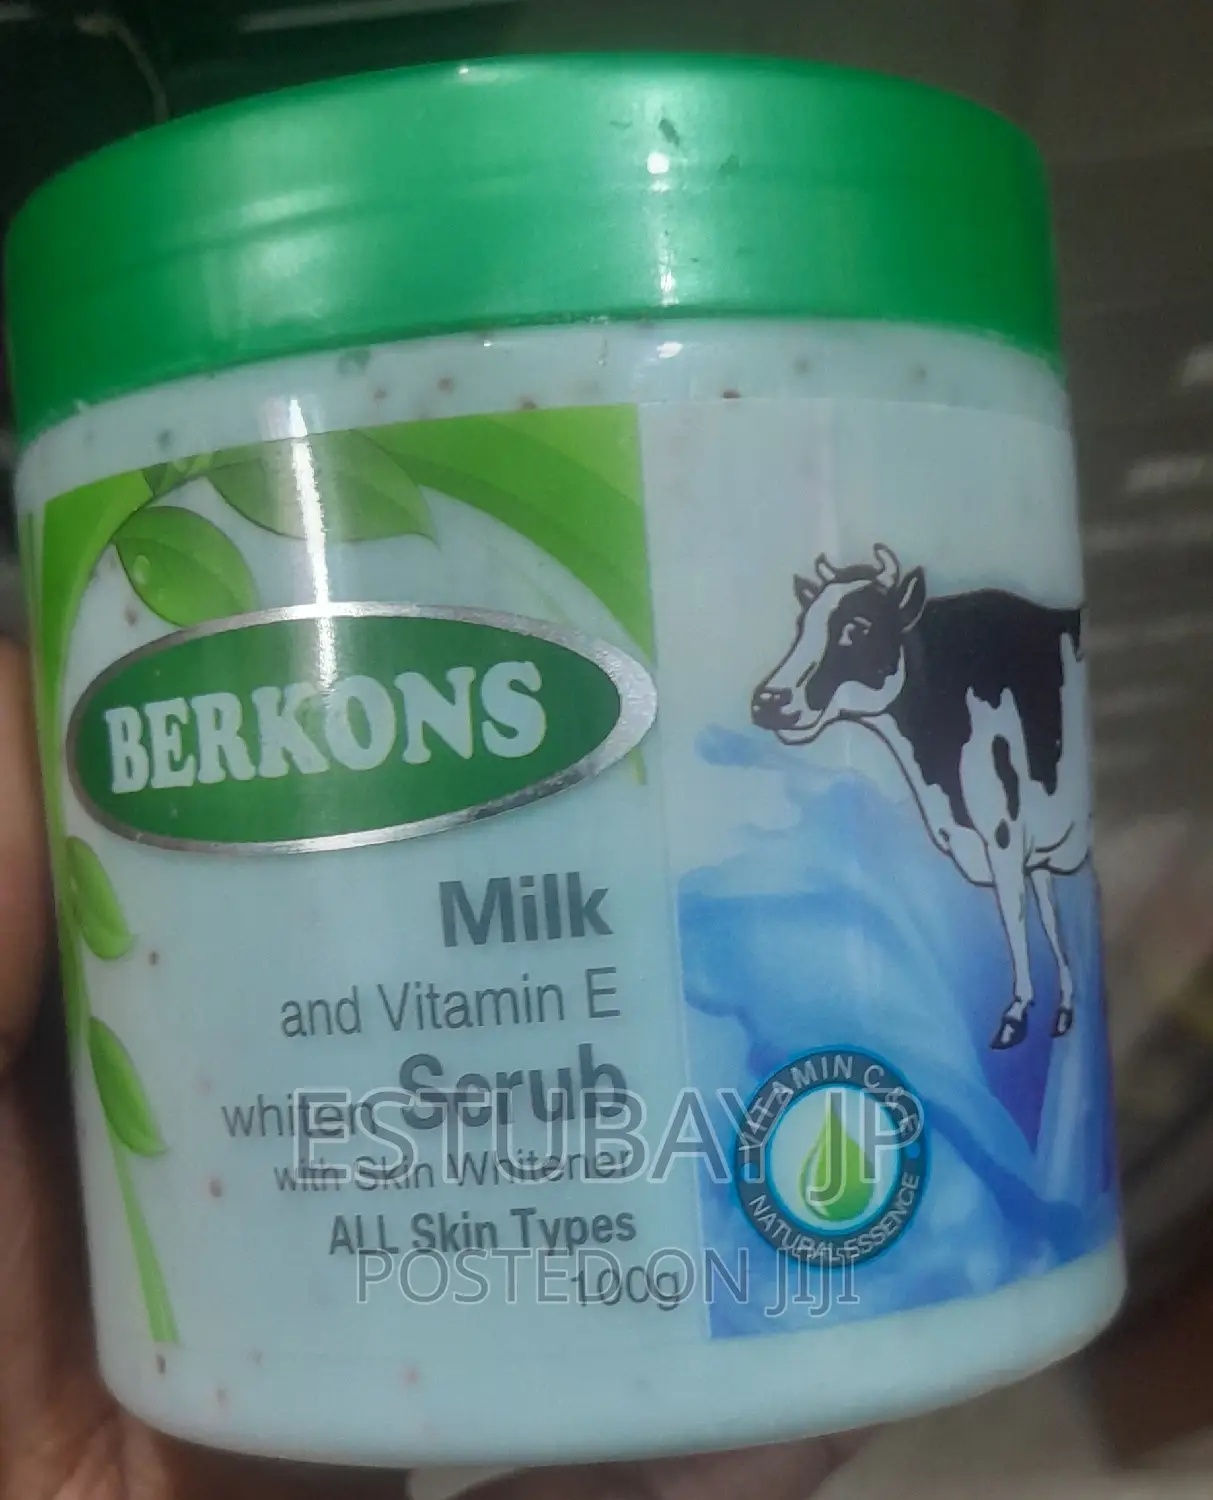 BERKONS
Milk
and Vitamin E
whiten Scrub
with Skin Whitener
ALL Skin Types
100g
VITAMIN C & E
NATURAL ESSENCE
ESTUBAY JP
POSTED ON JIJI